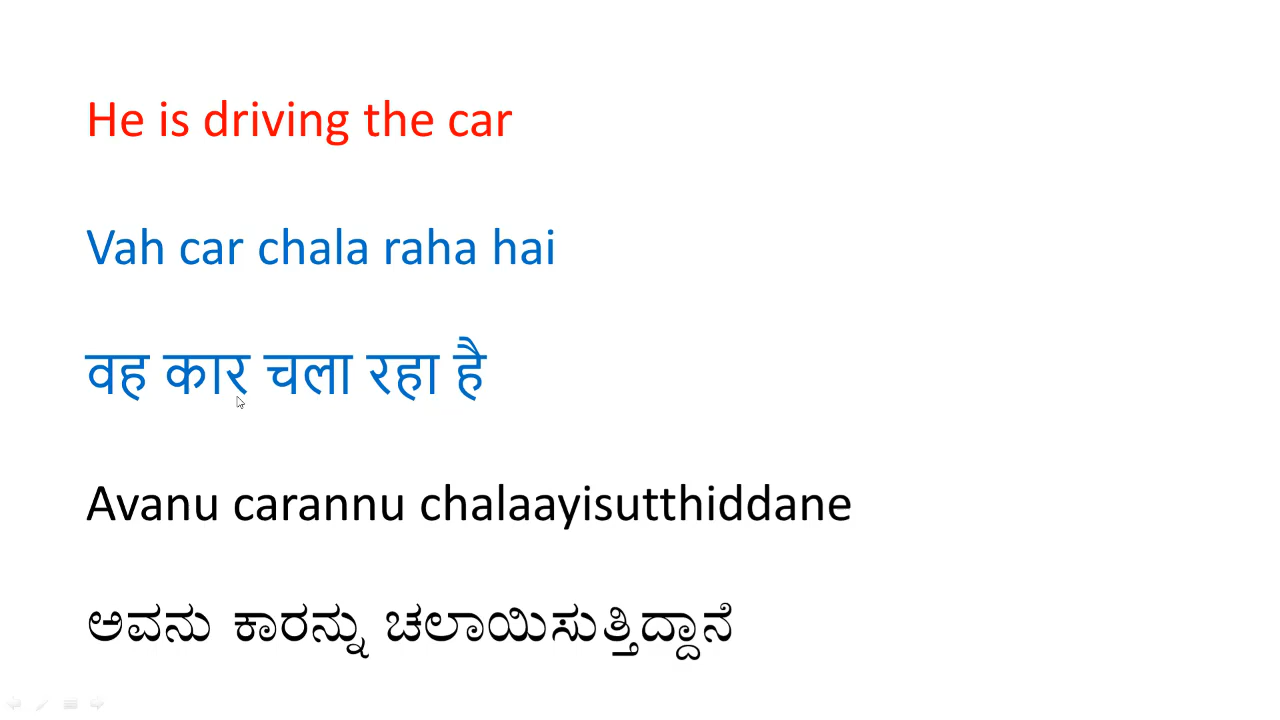 He is driving the car
Vah car chala raha hai
वह कार चला रहा है
Avanu carannu chalaayisutthiddane
ಅವನು ಕಾರನ್ನು ಚಲಾಯಿಸುತ್ತಿದ್ದಾನೆ